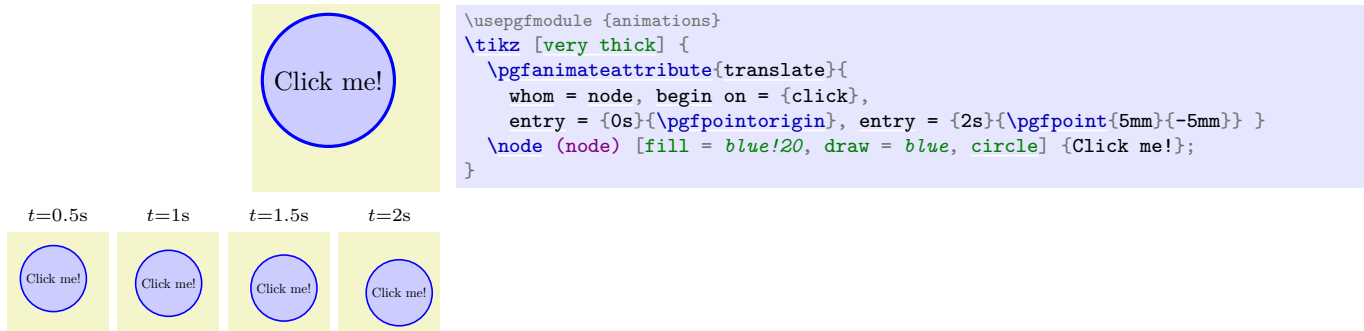 Click me!
\usepgfmodule {animations}
\tikz [very thick] {
  \pgfanimateattribute{translate}{
    whom = node, begin on = {click},
    entry = {0s}{\pgfpointorigin}, entry = {2s}{\pgfpoint{5mm}{-5mm}} }
  \node (node) [fill = blue!20, draw = blue, circle] {Click me!};
}
t=0.5s t=1s t=1.5s t=2s
Click me! Click me! Click me! Click me!